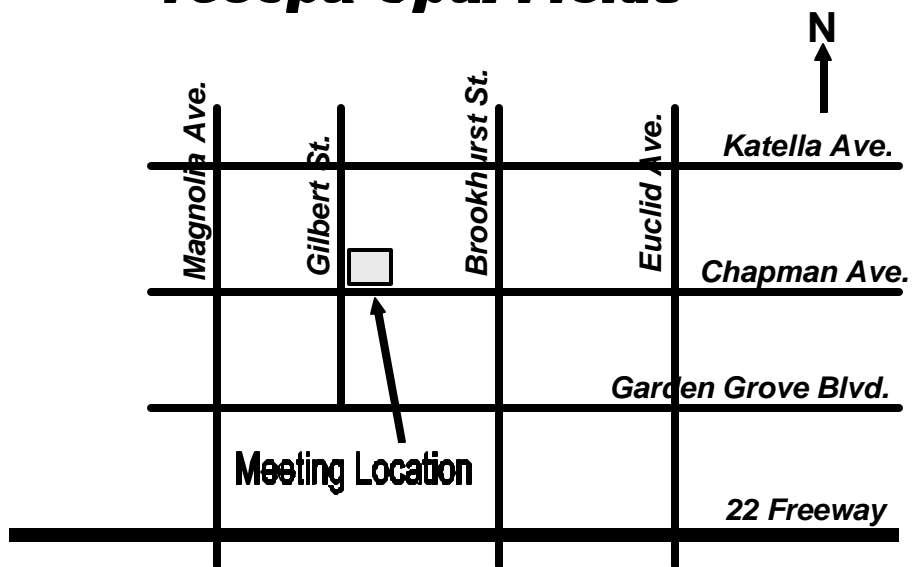 N
Magnolia Ave.
Gilbert St.
Brookhurst St.
Euclid Ave.
Katella Ave.
Chapman Ave.
Garden Grove Blvd.
Meeting Location
22 Freeway